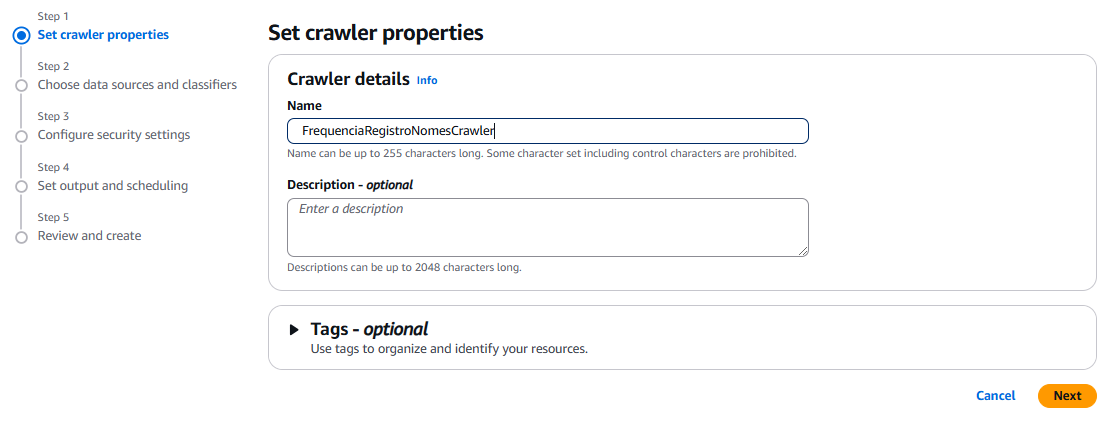 Step 1
Set crawler properties
Step 2
Choose data sources and classifiers
Step 3
Configure security settings
Step 4
Set output and scheduling
Step 5
Review and create
Set crawler properties
Crawler details Info
Name
FrequenciaRegistroNomesCrawler
Name can be up to 255 characters long. Some character set including control characters are prohibited.
Description - optional
Enter a description
Descriptions can be up to 2048 characters long.
Tags - optional
Use tags to organize and identify your resources.
Cancel Next